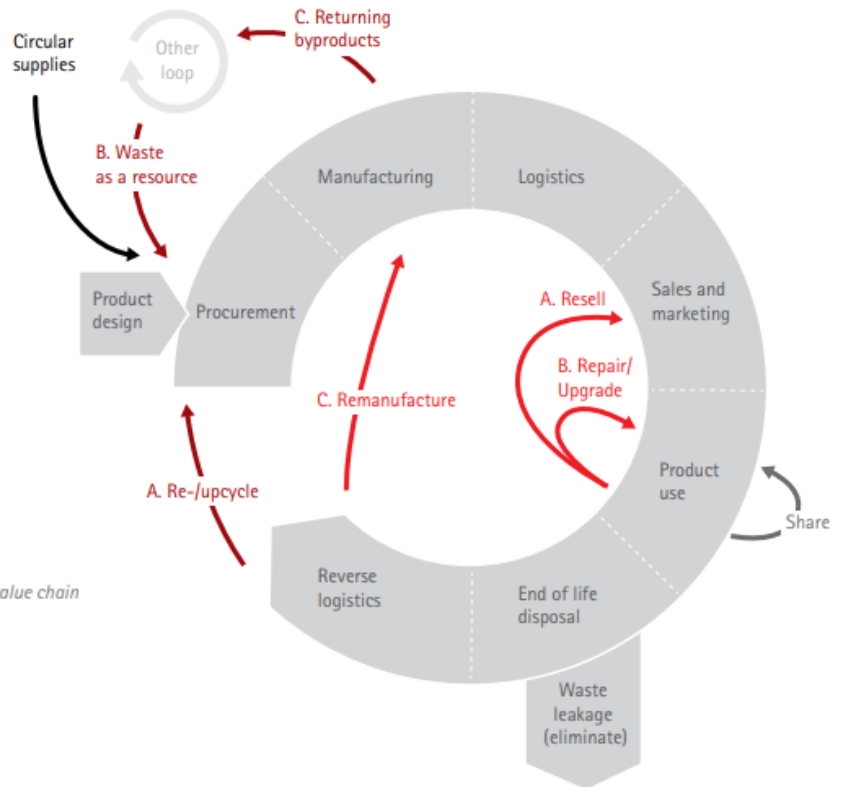 C. Returning
byproducts
Circular
supplies
Other
loop
B. Waste
as a resource
Manufacturing
Logistics
Product
design
Procurement
Sales and
marketing
A. Resell
B. Repair/
Upgrade
C. Remanufacture
Product
use
A. Re-/upcycle
Share
Reverse
logistics
End of life
disposal
alue chain
Waste
leakage
(eliminate)